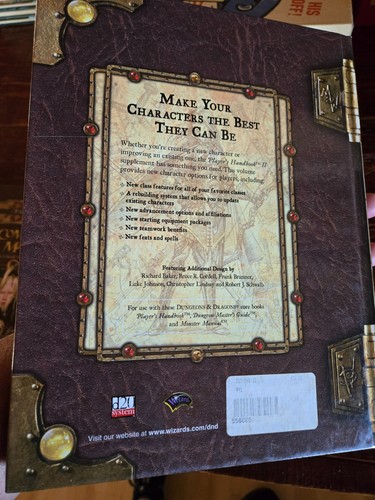 HIS
UFF!
MAKE YOUR
CHARACTERS THE BEST
THEY CAN BE
Whether you're creating a new character or
improving an existing one, the Player's Handbook™ II
supplement has something you need. This volume
provides new character options for players, including:
New class features for all of your favorite classes
A rebuilding system that allows you to update
existing characters
New advancement options and affiliations
New starting equipment packages
New teamwork benefits
New feats and spells
Featuring Additional Design by
Richard Baker, Bruce R. Cordell, Frank Brunner,
Luke Johnson, Christopher Lindsay and Robert J. Schwalb
For use with these DUNGEONS & DRAGONS® core books
Player's Handbook™, Dungeon Master's Guide™,
and Monster Manual™
d20
system
Wizards
Visit our website at www.wizards.com/dnd